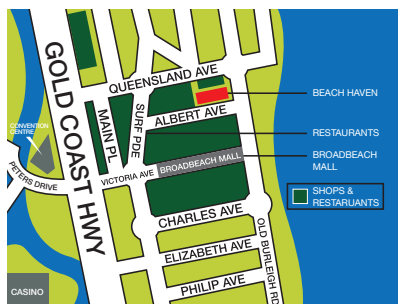 GOLD COAST HWY
QUEENSLAND AVE
BEACH HAVEN
MAIN PL
SURF PDE
ALBERT AVE
CONVENTION
CENTRE
RESTAURANTS
PETERS DRIVE
VICTORIA AVE
BROADBEACH MALL
BROADBEACH
MALL
SHOPS &
RESTARUANTS
CHARLES AVE
OLD BURLEIGH RD
ELIZABETH AVE
PHILIP AVE
CASINO